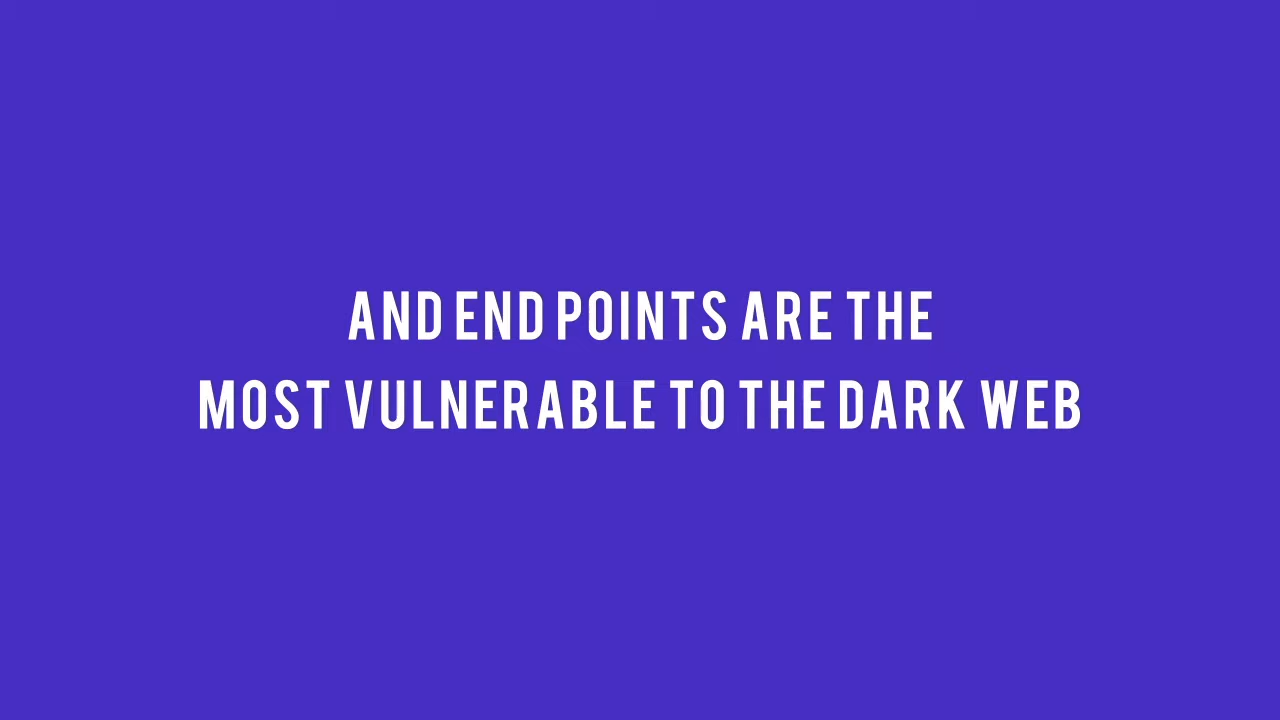 AND END POINTS ARE THE
MOST VULNERABLE TO THE DARK WEB